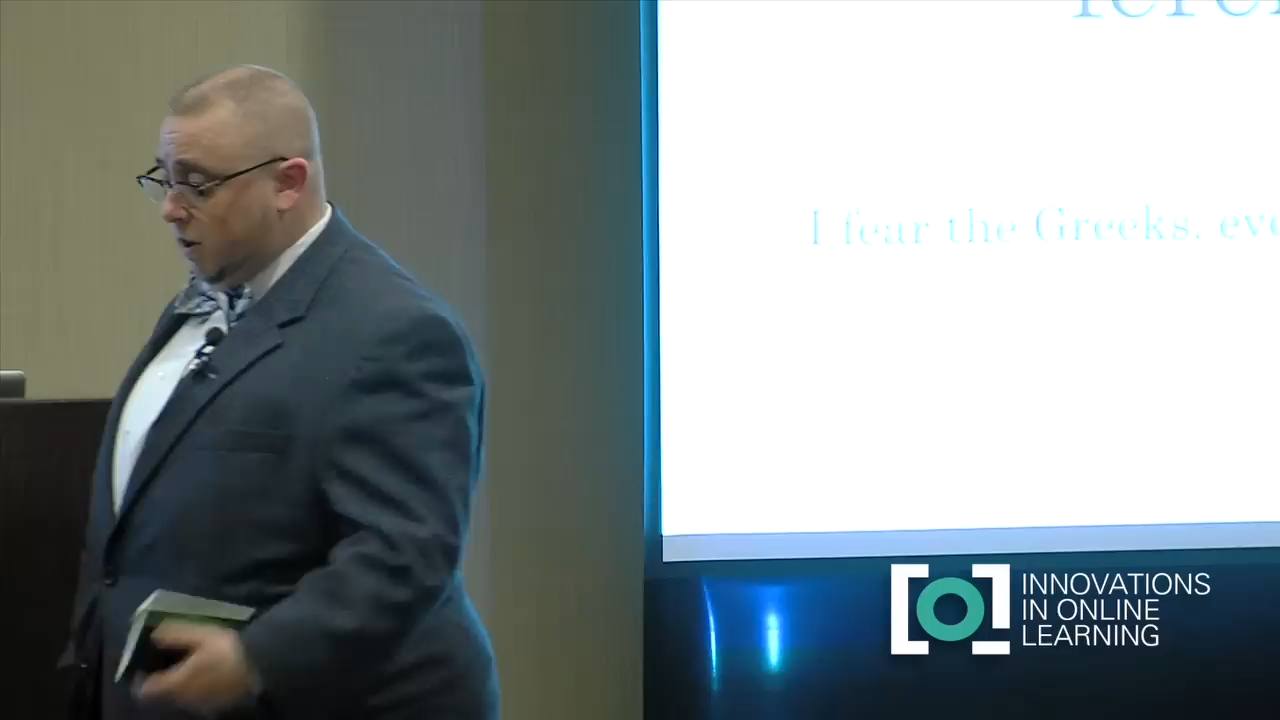 I fear the Greeks, eve
INNOVATIONS
IN ONLINE
LEARNING